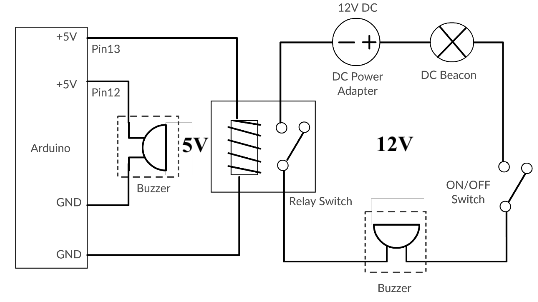 12V DC
+5V
Pin13
− +
DC Power
Adapter
DC Beacon
+5V
Pin12
Arduino
5V
12V
Buzzer
ON/OFF
Switch
GND
Relay Switch
GND
Buzzer